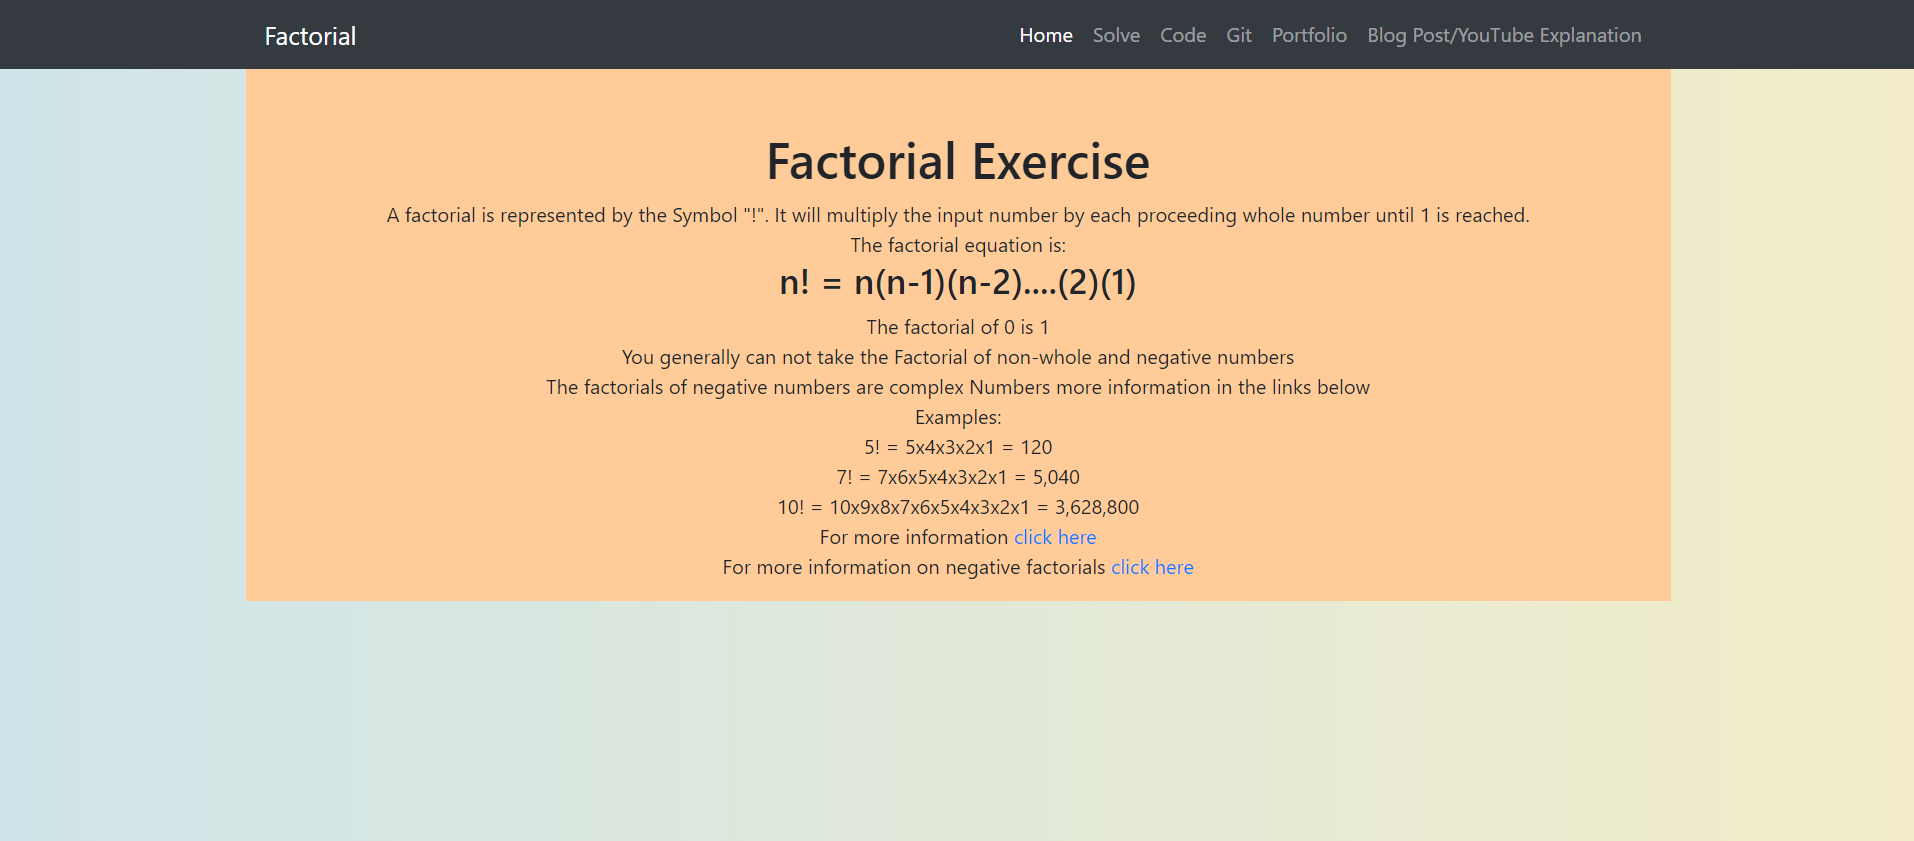 Factorial
Home Solve Code Git Portfolio Blog Post/YouTube Explanation
Factorial Exercise
A factorial is represented by the Symbol "!". It will multiply the input number by each proceeding whole number until 1 is reached.
The factorial equation is:
n! = n(n-1)(n-2)....(2)(1)
The factorial of 0 is 1
You generally can not take the Factorial of non-whole and negative numbers
The factorials of negative numbers are complex Numbers more information in the links below
Examples:
5! = 5x4x3x2x1 = 120
7! = 7x6x5x4x3x2x1 = 5,040
10! = 10x9x8x7x6x5x4x3x2x1 = 3,628,800
For more information click here
For more information on negative factorials click here